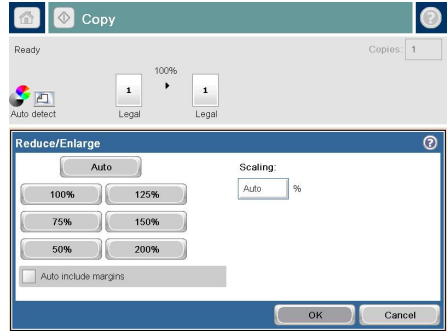 Copy
Ready
Copies: 1
100%
1
1
Auto detect
Legal
Legal
Reduce/Enlarge
Auto
Scaling:
100%
125%
Auto %
75%
150%
50%
200%
Auto include margins
OK
Cancel